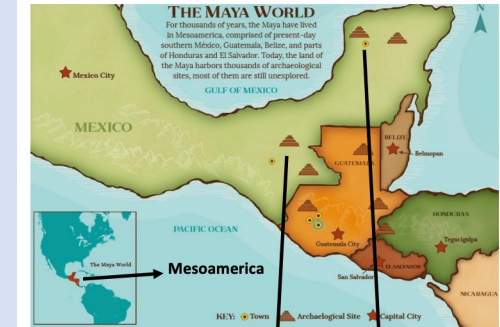 THE MAYA WORLD
For thousands of years, the Maya have lived
in Mesoamerica, comprised of present-day
southern México, Guatemala, Belize, and parts
of Honduras and El Salvador. Today, the land of
the Maya harbors thousands of archaeological
sites, most of them are still unexplored.
Mexico City
GULF OF MEXICO
MEXICO
BELIZE
Belmopan
GUATEMALA
PACIFIC OCEAN
HONDURAS
Guatemala City
Tegucigalpa
The Maya World
Mesoamerica
EL SALVADOR
San Salvador
NICARAGUA
KEY: Town Archaelogical Site Capital City